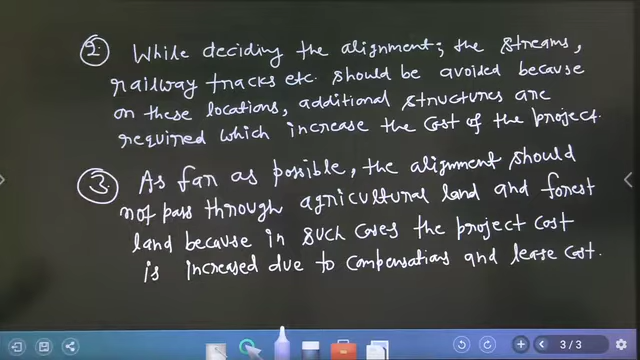 2 While deciding the alignment, the streams,
railway tracks etc. should be avoided because
on these locations, additional structures are
required which increase the cost of the project.
3. As far as possible, the alignment should
not pass through agricultural land and forest
land because in such cases the project cost
is increased due to compensations and lease cost.
3/3